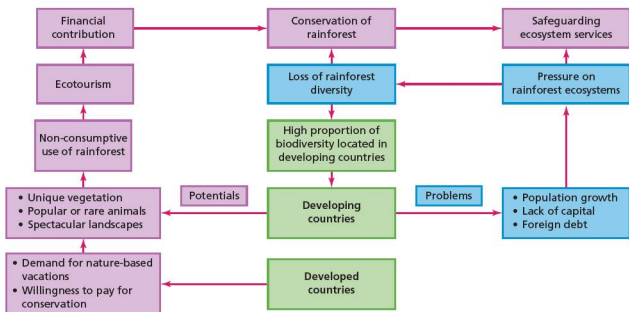 Financial
contribution
Conservation of
rainforest
Safeguarding
ecosystem services
Ecotourism
Loss of rainforest
diversity
Pressure on
rainforest ecosystems
Non-consumptive
use of rainforest
High proportion of
biodiversity located in
developing countries
• Unique vegetation
• Popular or rare animals
• Spectacular landscapes
Potentials
Developing
countries
Problems
• Population growth
• Lack of capital
• Foreign debt
• Demand for nature-based
vacations
• Willingness to pay for
conservation
Developed
countries